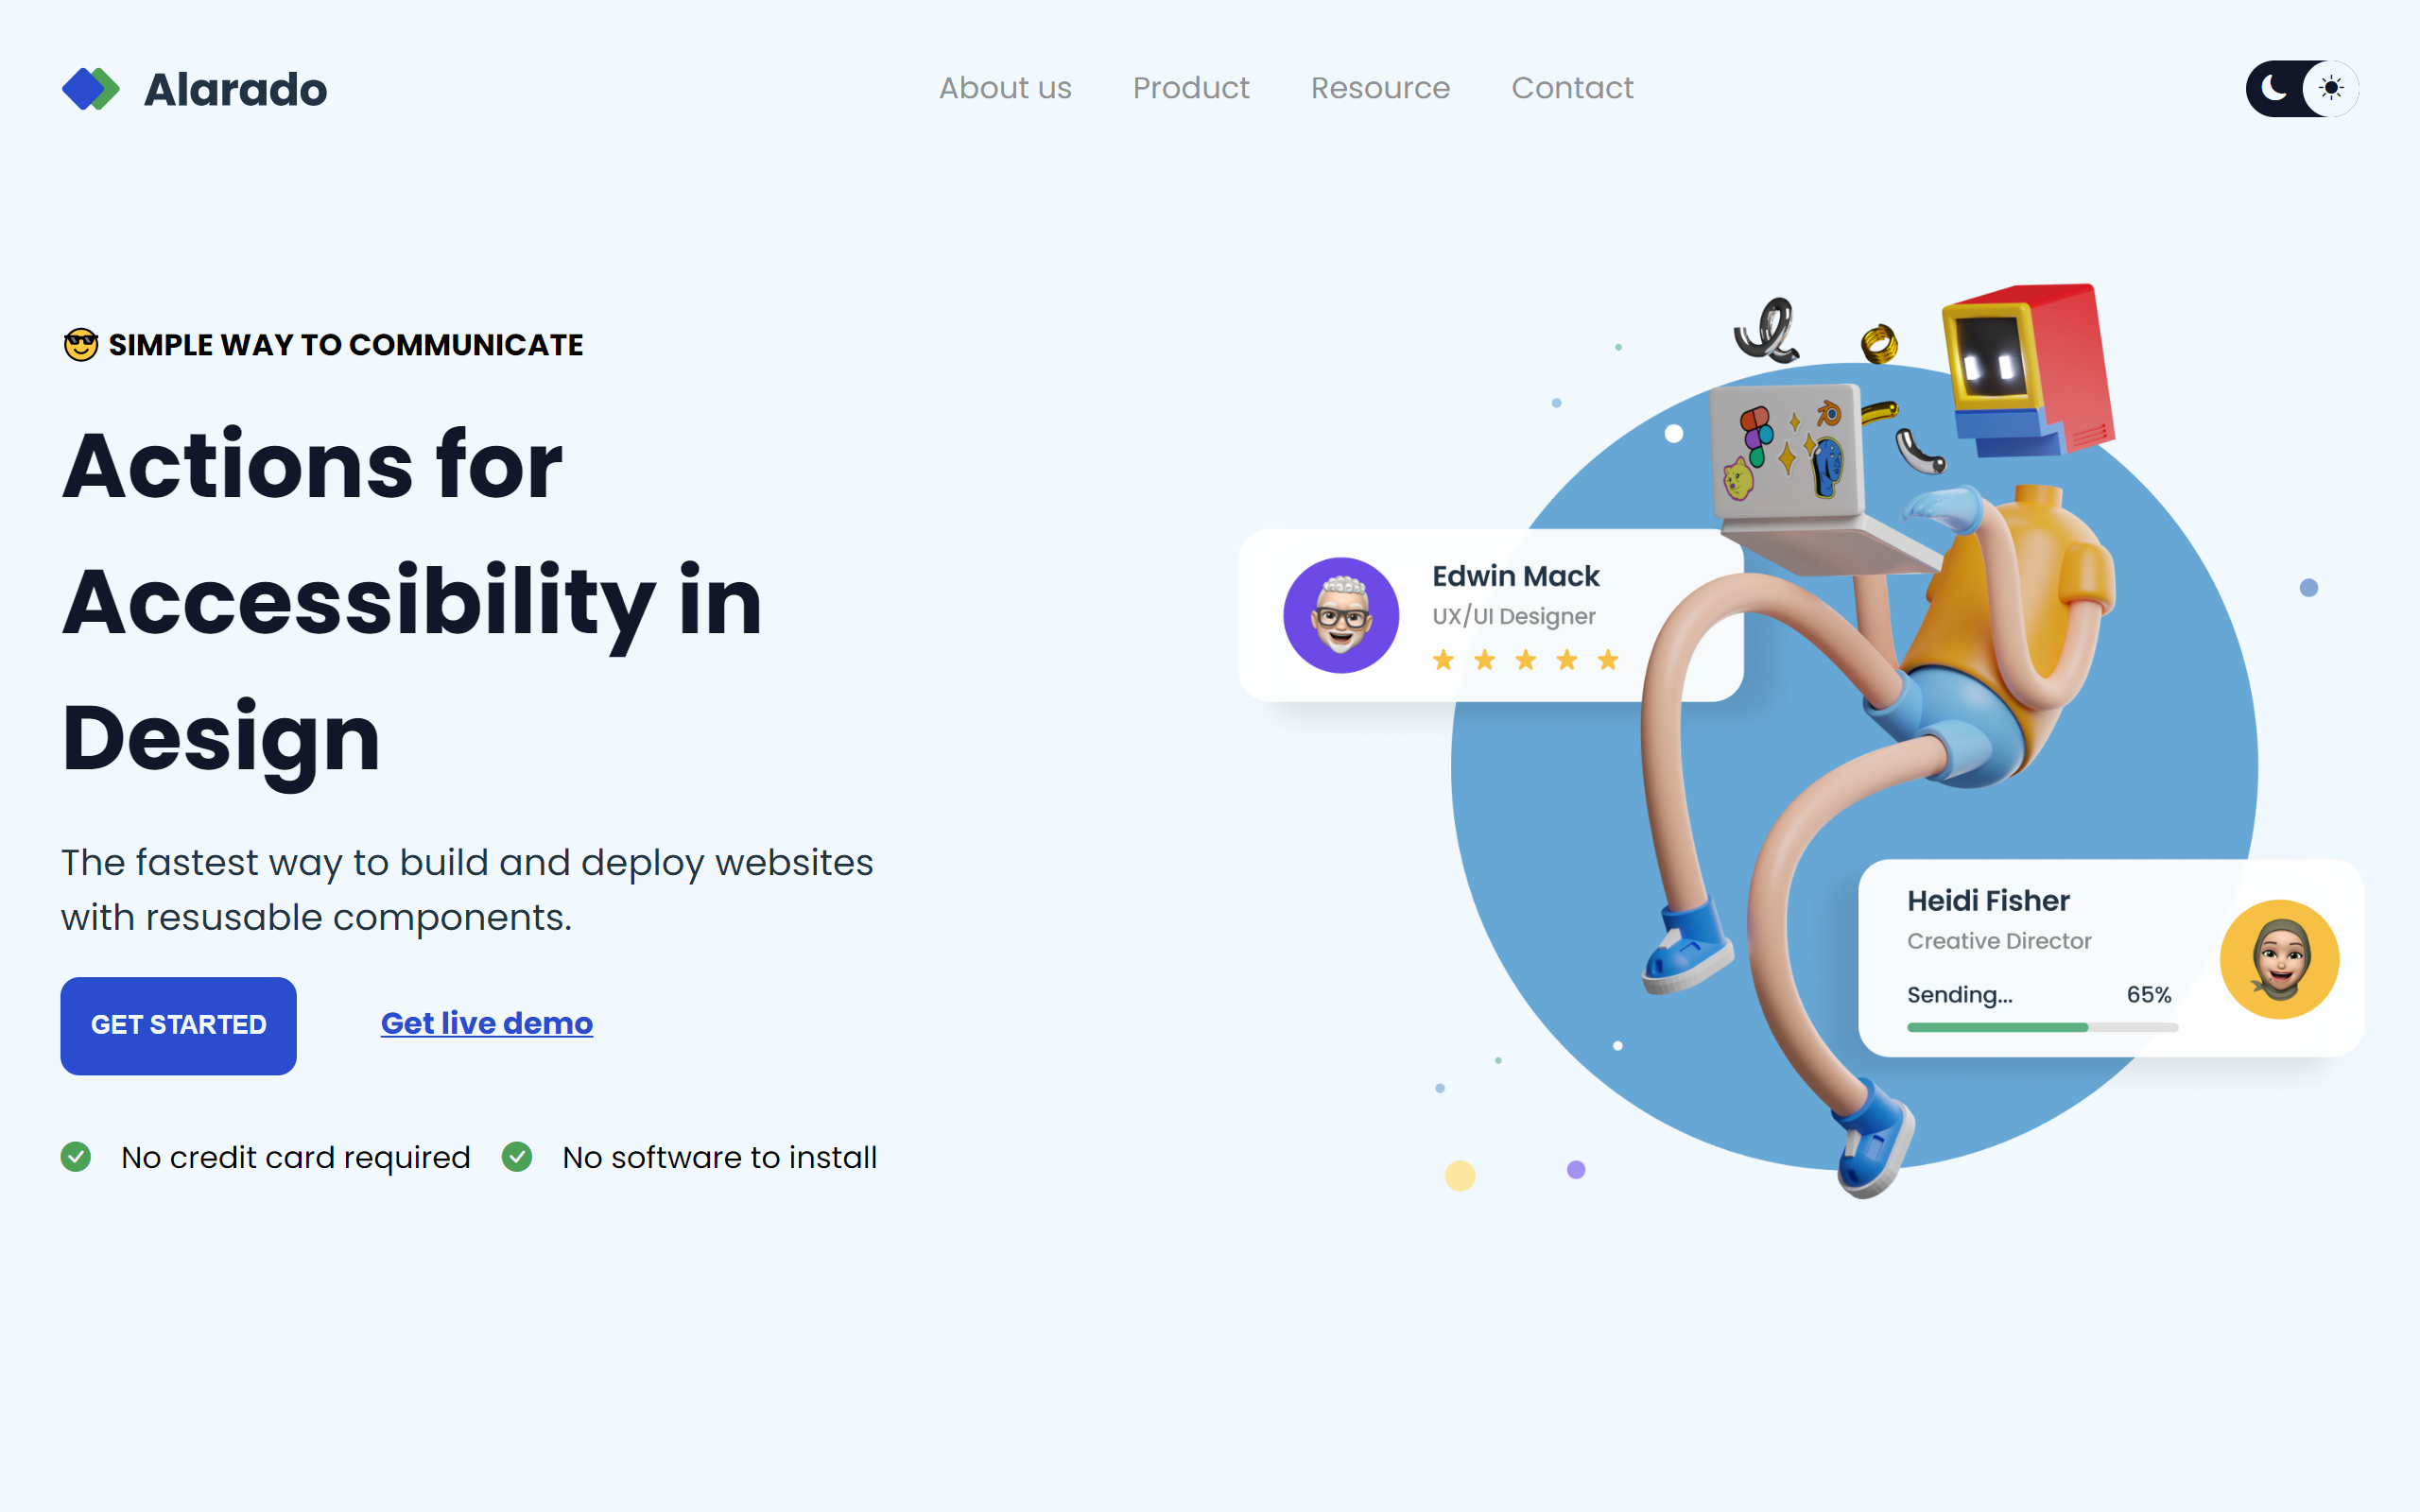 Alarado
About us
Product
Resource
Contact
😎 SIMPLE WAY TO COMMUNICATE
Actions for
Accessibility in
Design
The fastest way to build and deploy websites
with resusable components.
GET STARTED
Get live demo
No credit card required
No software to install
Edwin Mack
UX/UI Designer
Heidi Fisher
Creative Director
Sending... 65%